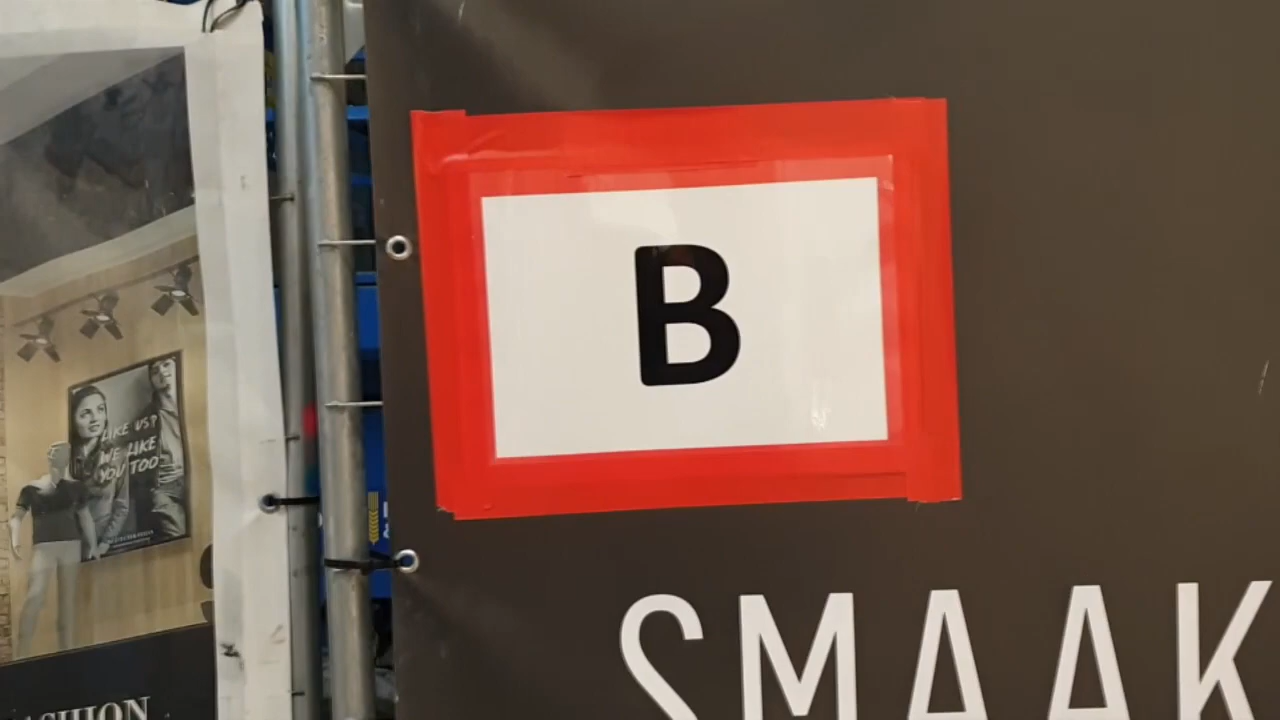 LIKE US?
WE LIKE
YOU TOO
B
SMAAK
FASHION